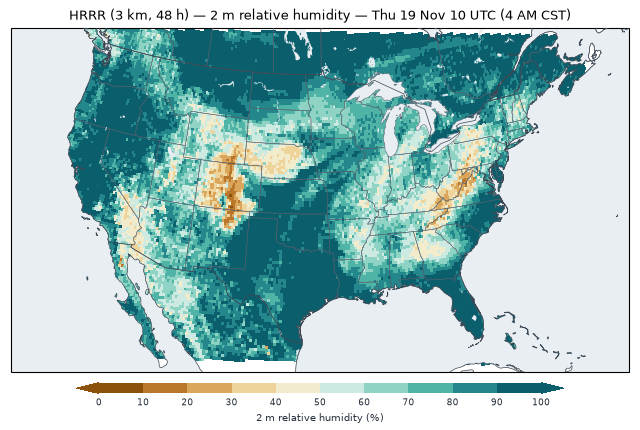 HRRR (3 km, 48 h) — 2 m relative humidity — Thu 19 Nov 10 UTC (4 AM CST)
0 10 20 30 40 50 60 70 80 90 100
2 m relative humidity (%)